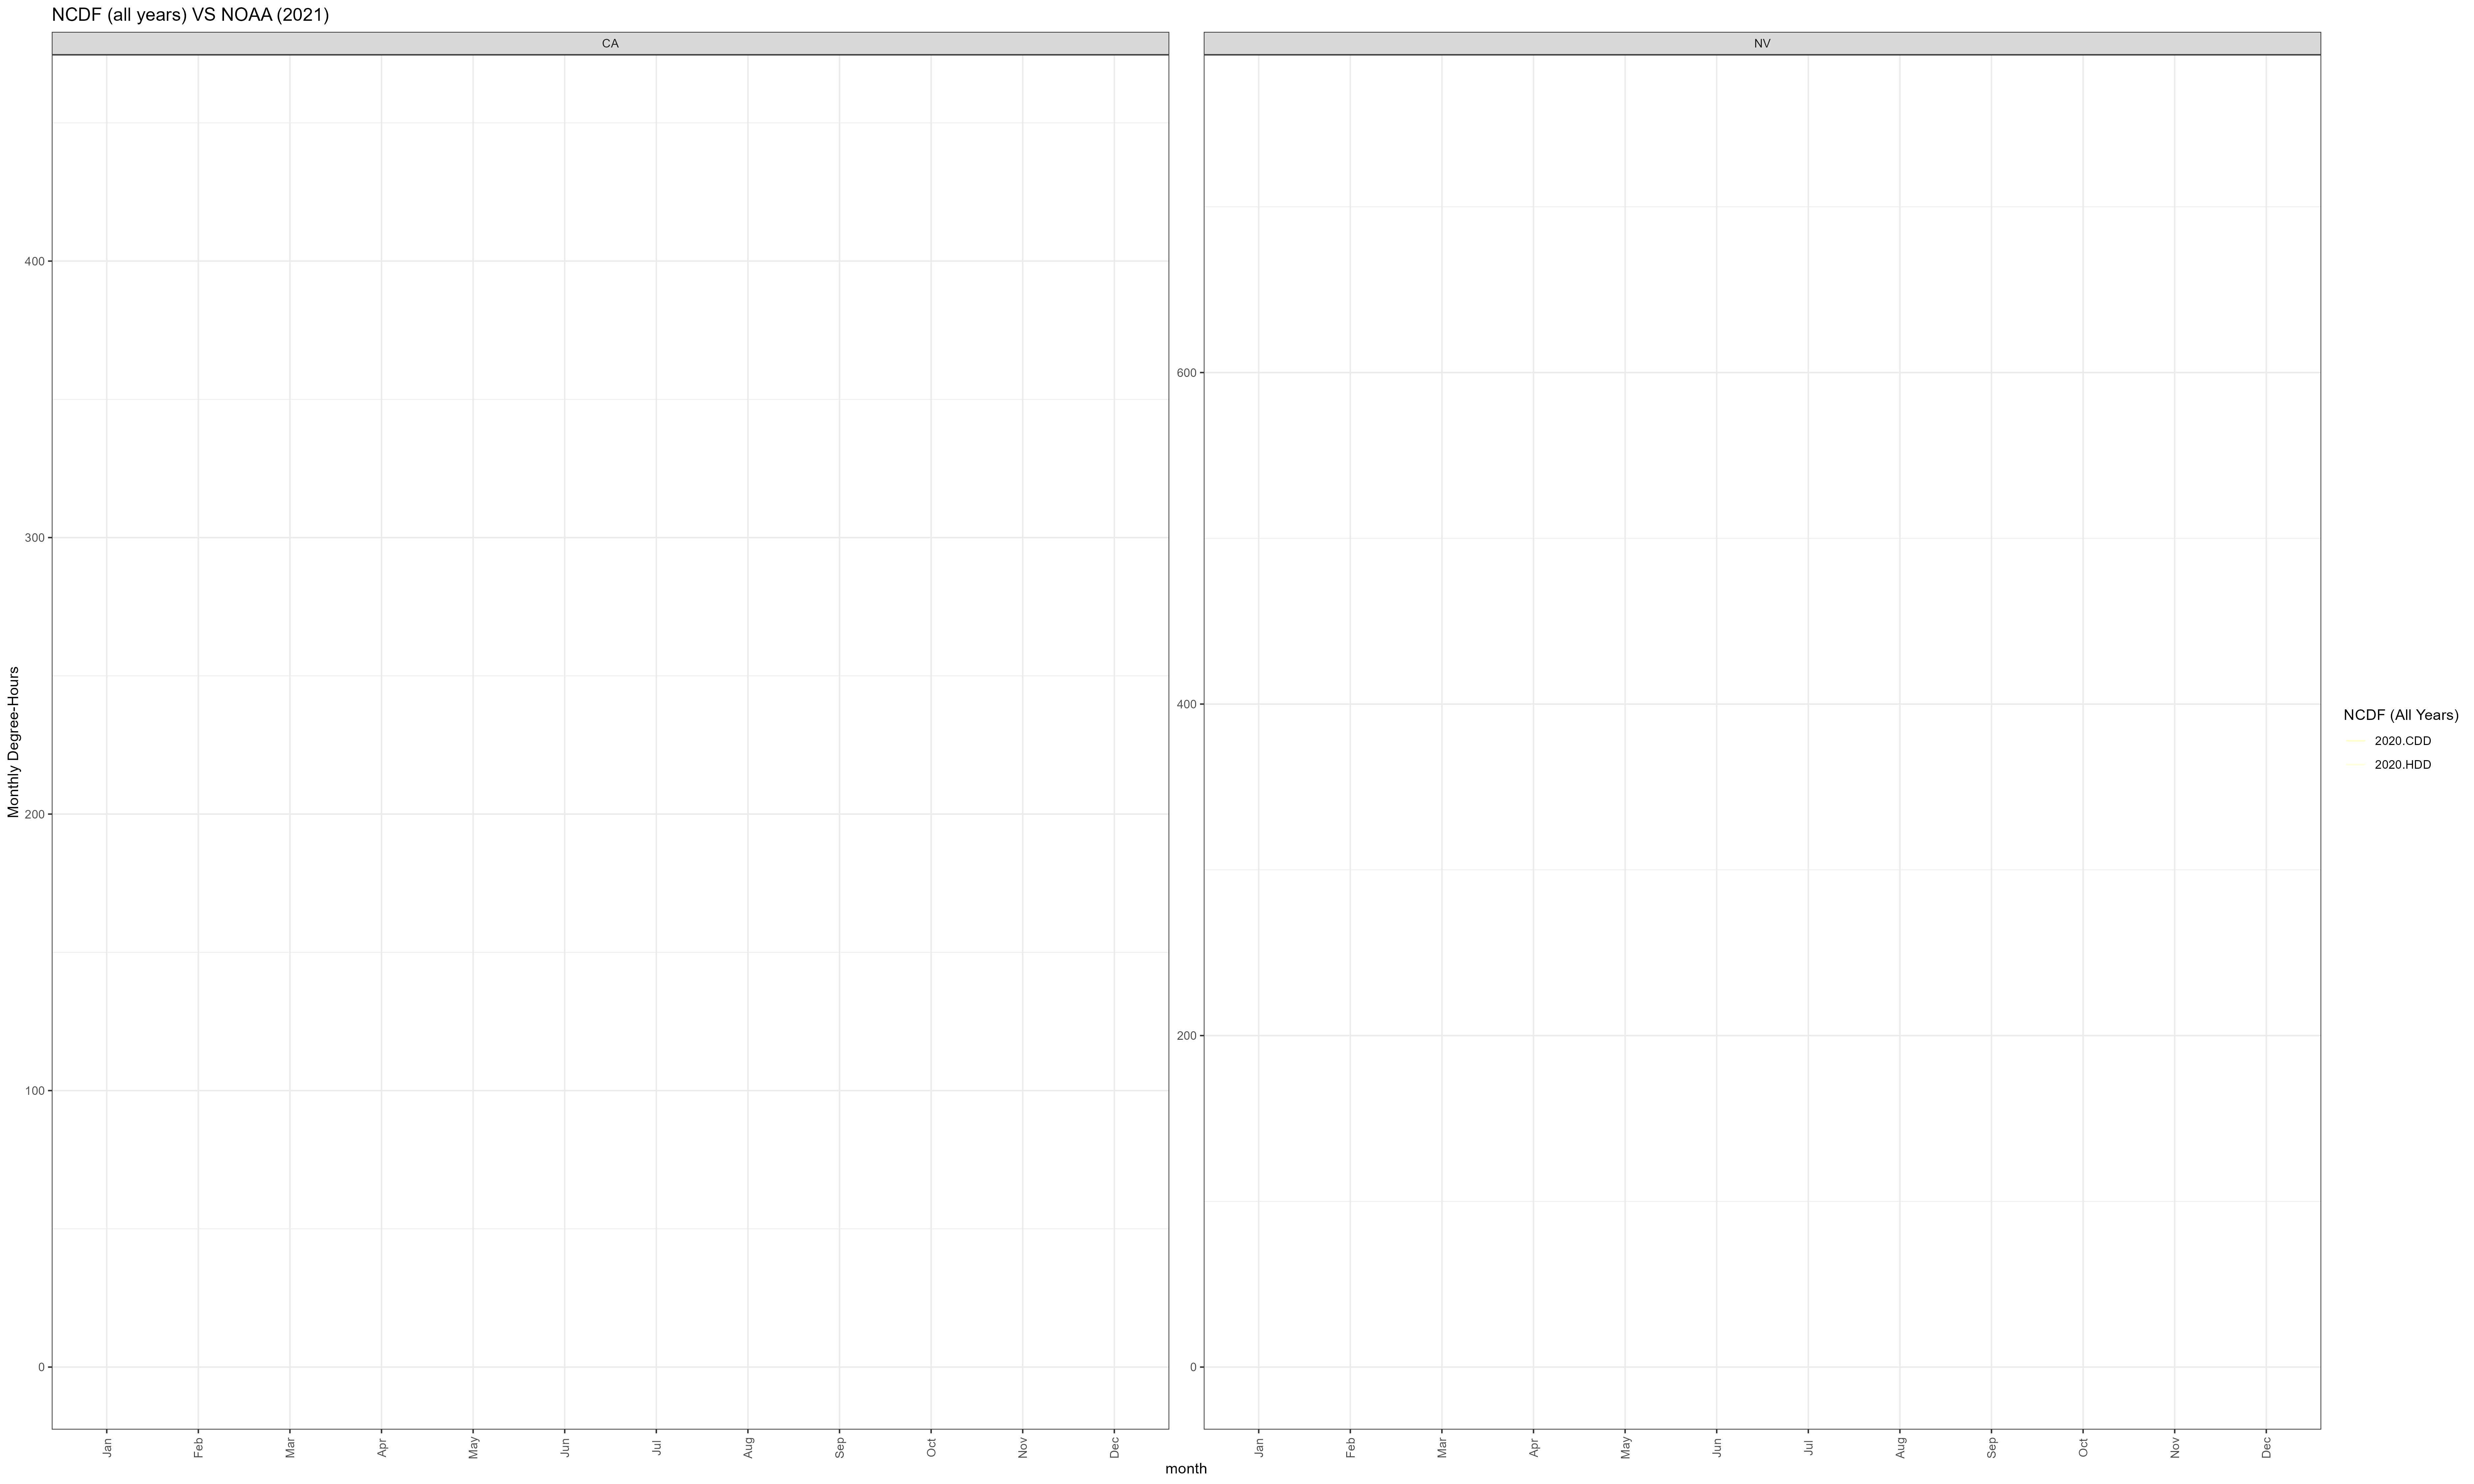 NCDF (all years) VS NOAA (2021)
CA
NV
Monthly Degree-Hours
400
300
200
100
0
600
400
200
0
Jan
Feb
Mar
Apr
May
Jun
Jul
Aug
Sep
Oct
Nov
Dec
Jan
Feb
Mar
Apr
May
Jun
Jul
Aug
Sep
Oct
Nov
Dec
month
NCDF (All Years)
2020.CDD
2020.HDD